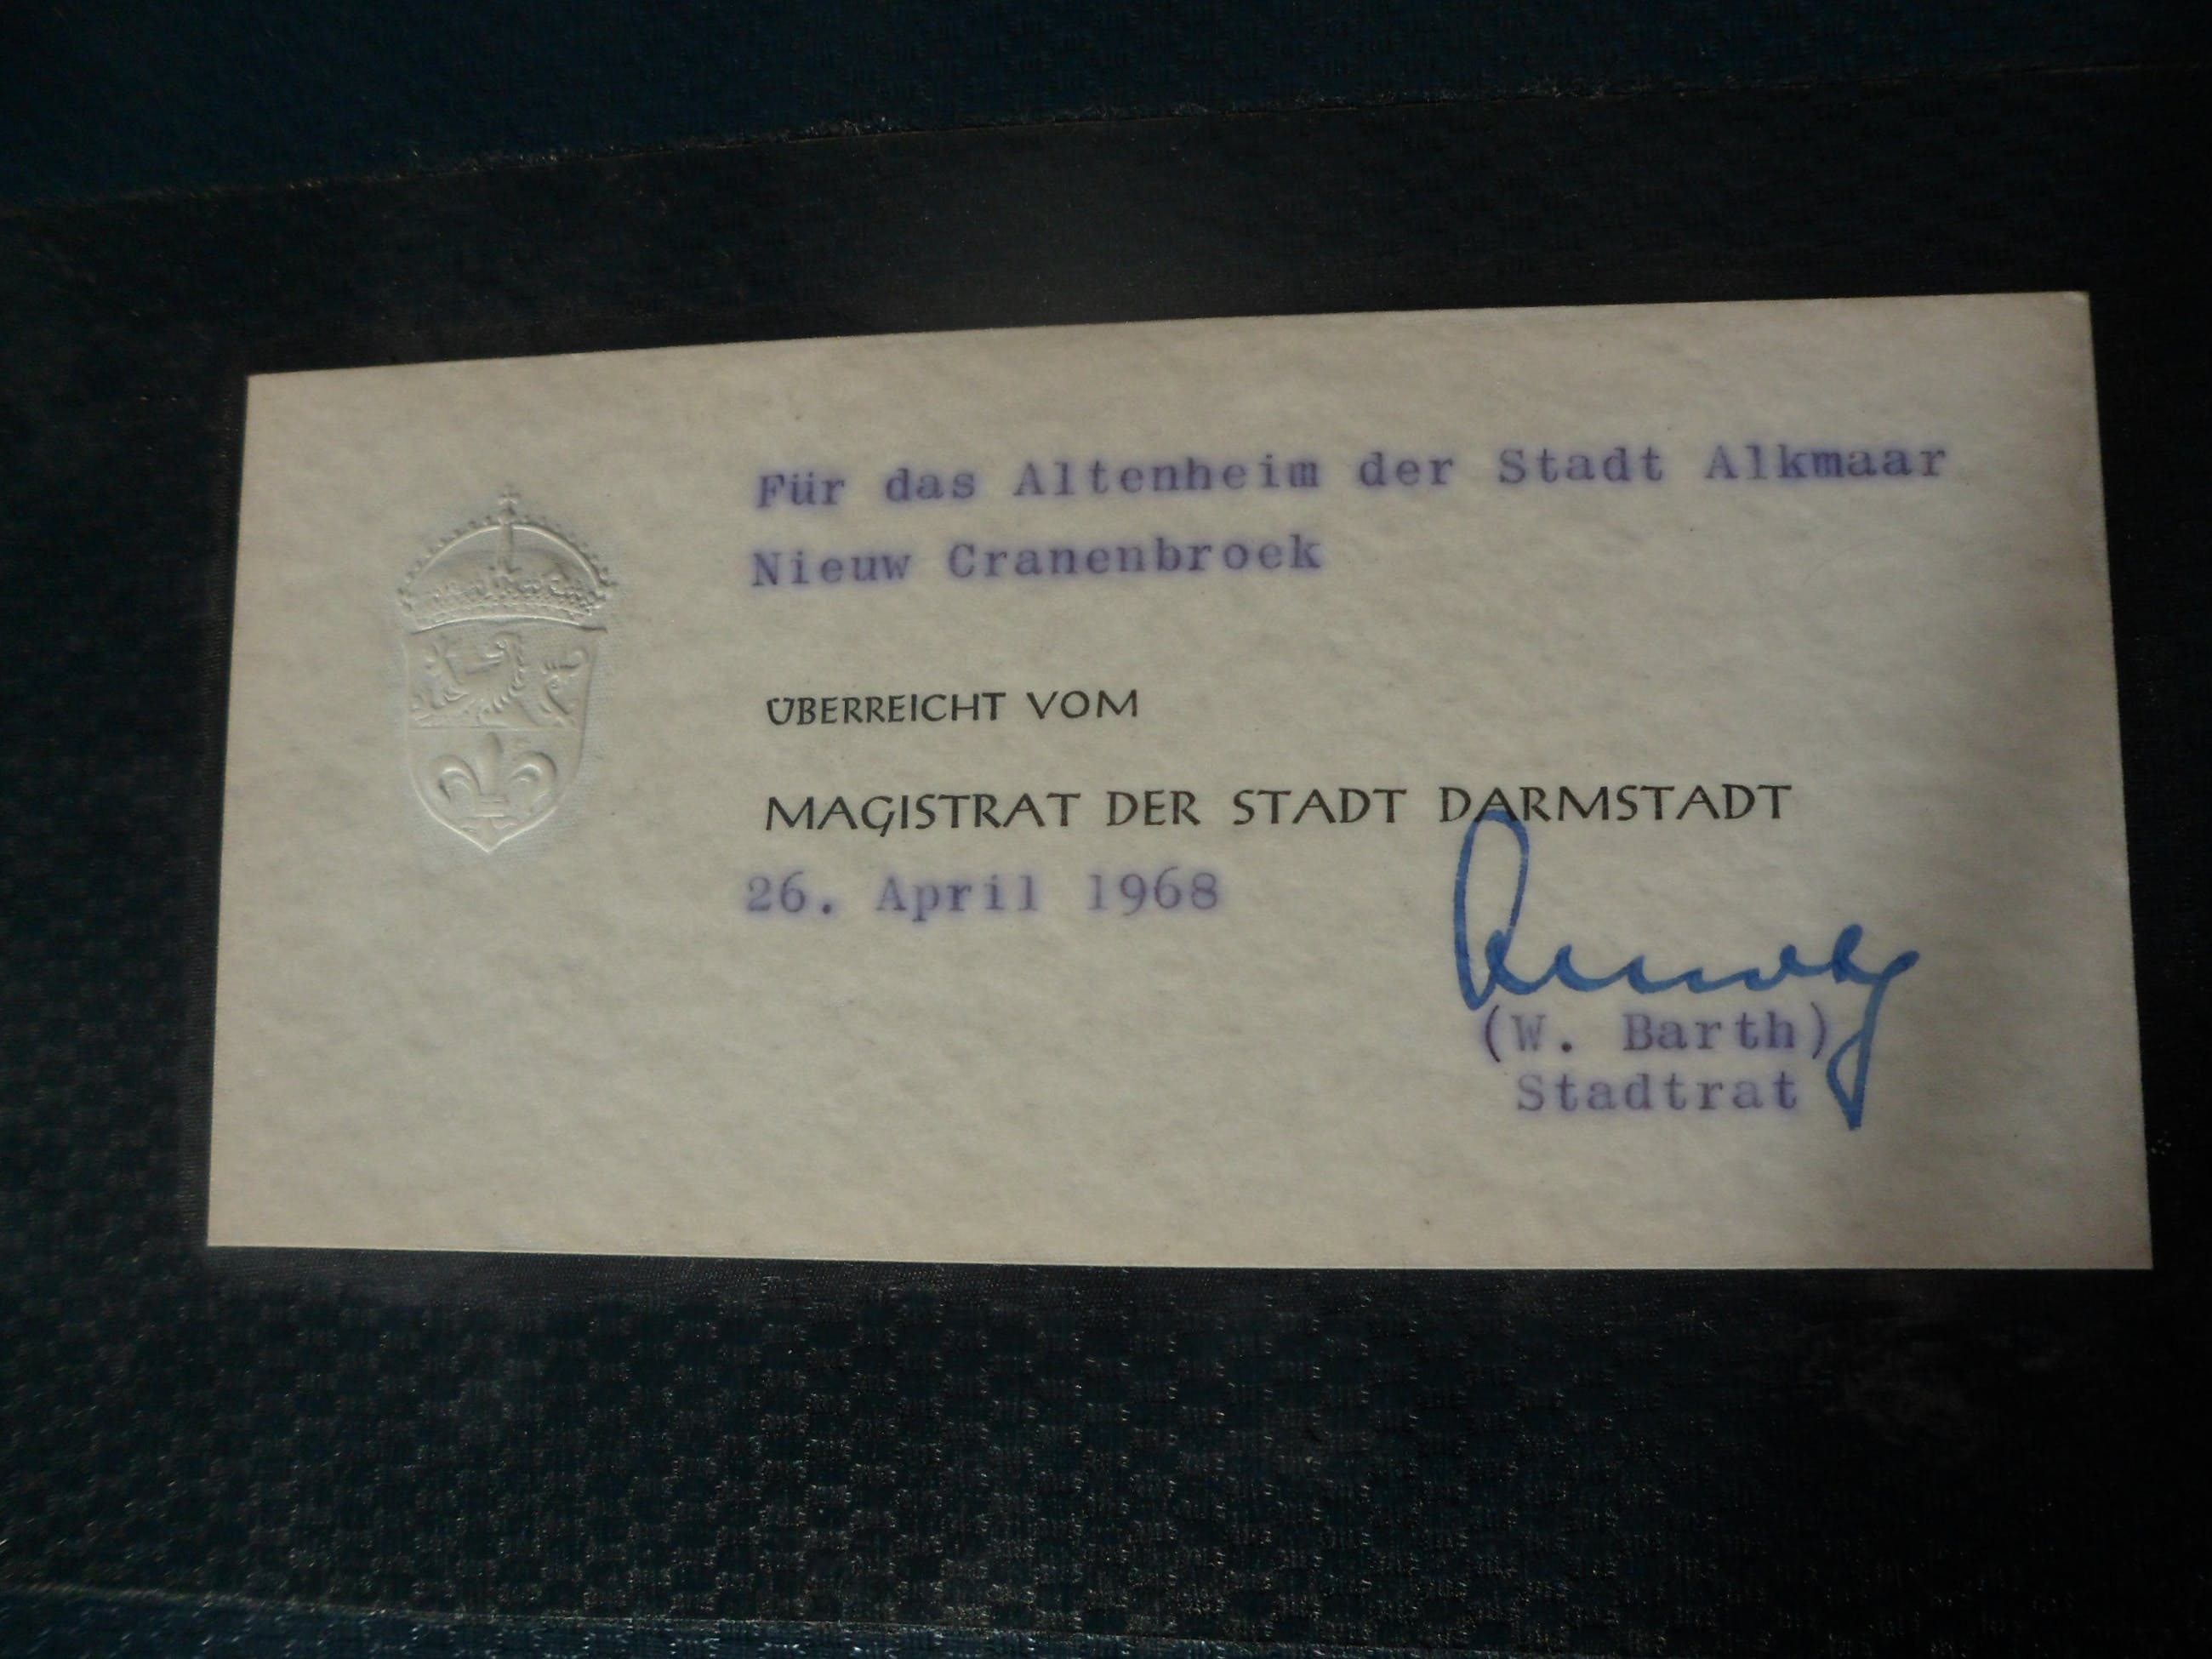 Für das Altenheim der Stadt Alkmaar
Nieuw Cranenbroek
ÜBERREICHT VOM
MAGISTRAT DER STADT DARMSTADT
26. April 1968
(W. Barth)
Stadtrat